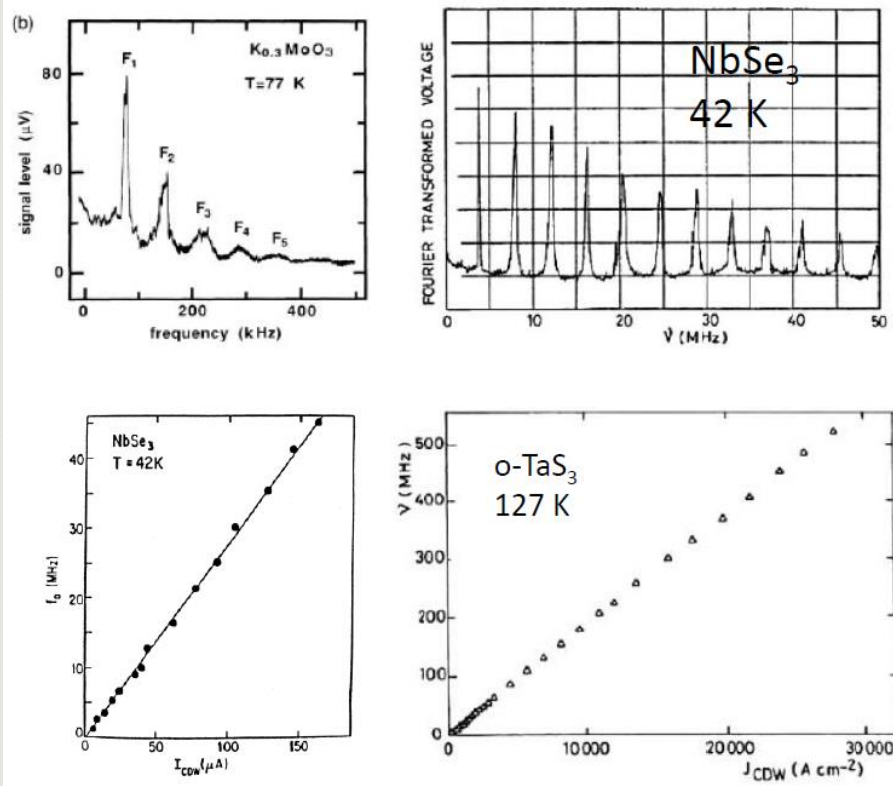 (b)
K₀.₃MoO₃
T=77 K
F₁
F₂
F₃
F₄
F₅
80
40
0
signal level (μV)
0 200 400
frequency (kHz)
NbSe₃
42 K
FOURIER TRANSFORMED VOLTAGE
0 10 20 30 40 50
ν (MHz)
NbSe₃
T = 42K
40
30
20
10
0
f₀ (MHz)
0 50 100 150
I_CDW (μA)
o-TaS₃
127 K
500
400
300
200
100
0
ν (MHz)
0 10000 20000 30000
J_CDW (A cm⁻²)